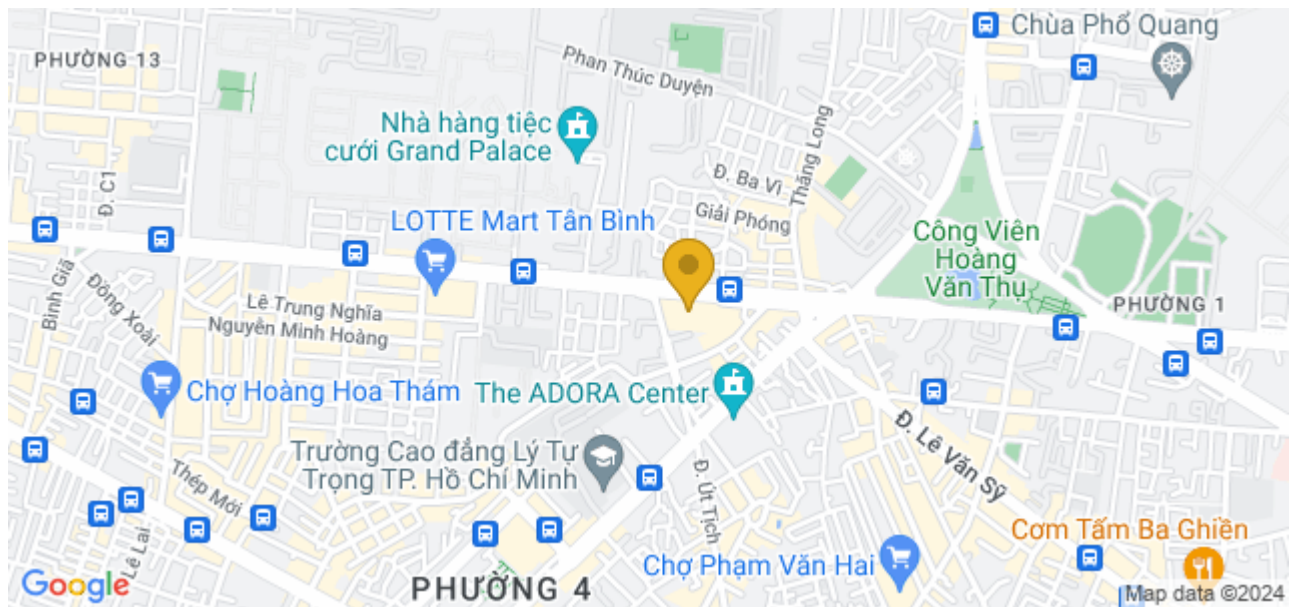 Chùa Phổ Quang
PHƯỜNG 13
Phan Thúc Duyện
Nhà hàng tiệc
cưới Grand Palace
Thăng Long
Đ. C1
Đ. Ba Vì
Giải Phóng
LOTTE Mart Tân Bình
Công Viên
Hoàng
Văn Thụ
Bình Giã
Đồng Xoài
Lê Trung Nghĩa
Nguyễn Minh Hoàng
PHƯỜNG 1
Chợ Hoàng Hoa Thám
The ADORA Center
Đ. Lê Văn Sỹ
Trường Cao đẳng Lý Tự
Trọng TP. Hồ Chí Minh
Thép Mới
Đ. Út Tịch
Lê Lai
Cơm Tấm Ba Ghiền
Chợ Phạm Văn Hai
Google
PHƯỜNG 4
Map data ©2024